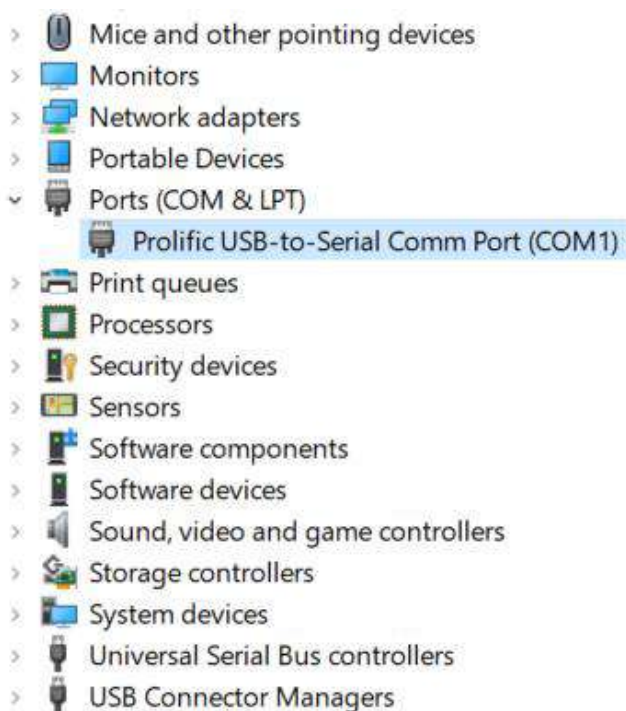 Mice and other pointing devices
Monitors
Network adapters
Portable Devices
Ports (COM & LPT)
Prolific USB-to-Serial Comm Port (COM1)
Print queues
Processors
Security devices
Sensors
Software components
Software devices
Sound, video and game controllers
Storage controllers
System devices
Universal Serial Bus controllers
USB Connector Managers